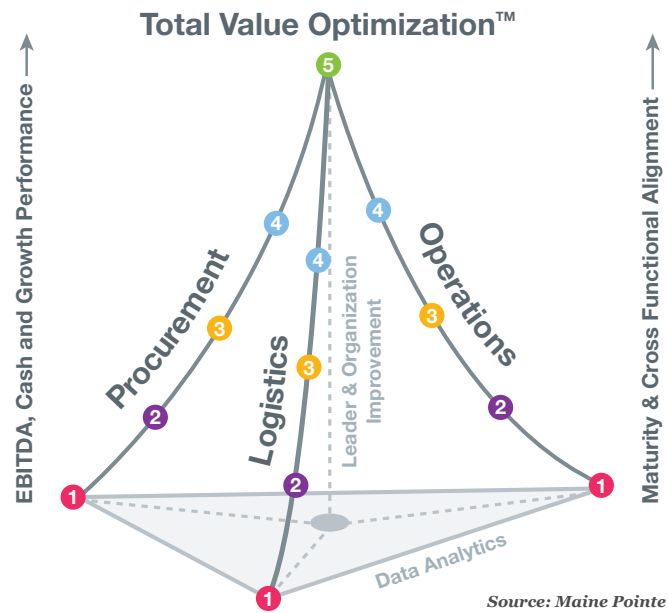 Total Value Optimization™
EBITDA, Cash and Growth Performance
Maturity & Cross Functional Alignment
5
4
4
4
Procurement
Operations
Logistics
Leader & Organization
Improvement
3
3
3
2
2
2
1
1
1
Data Analytics
Source: Maine Pointe